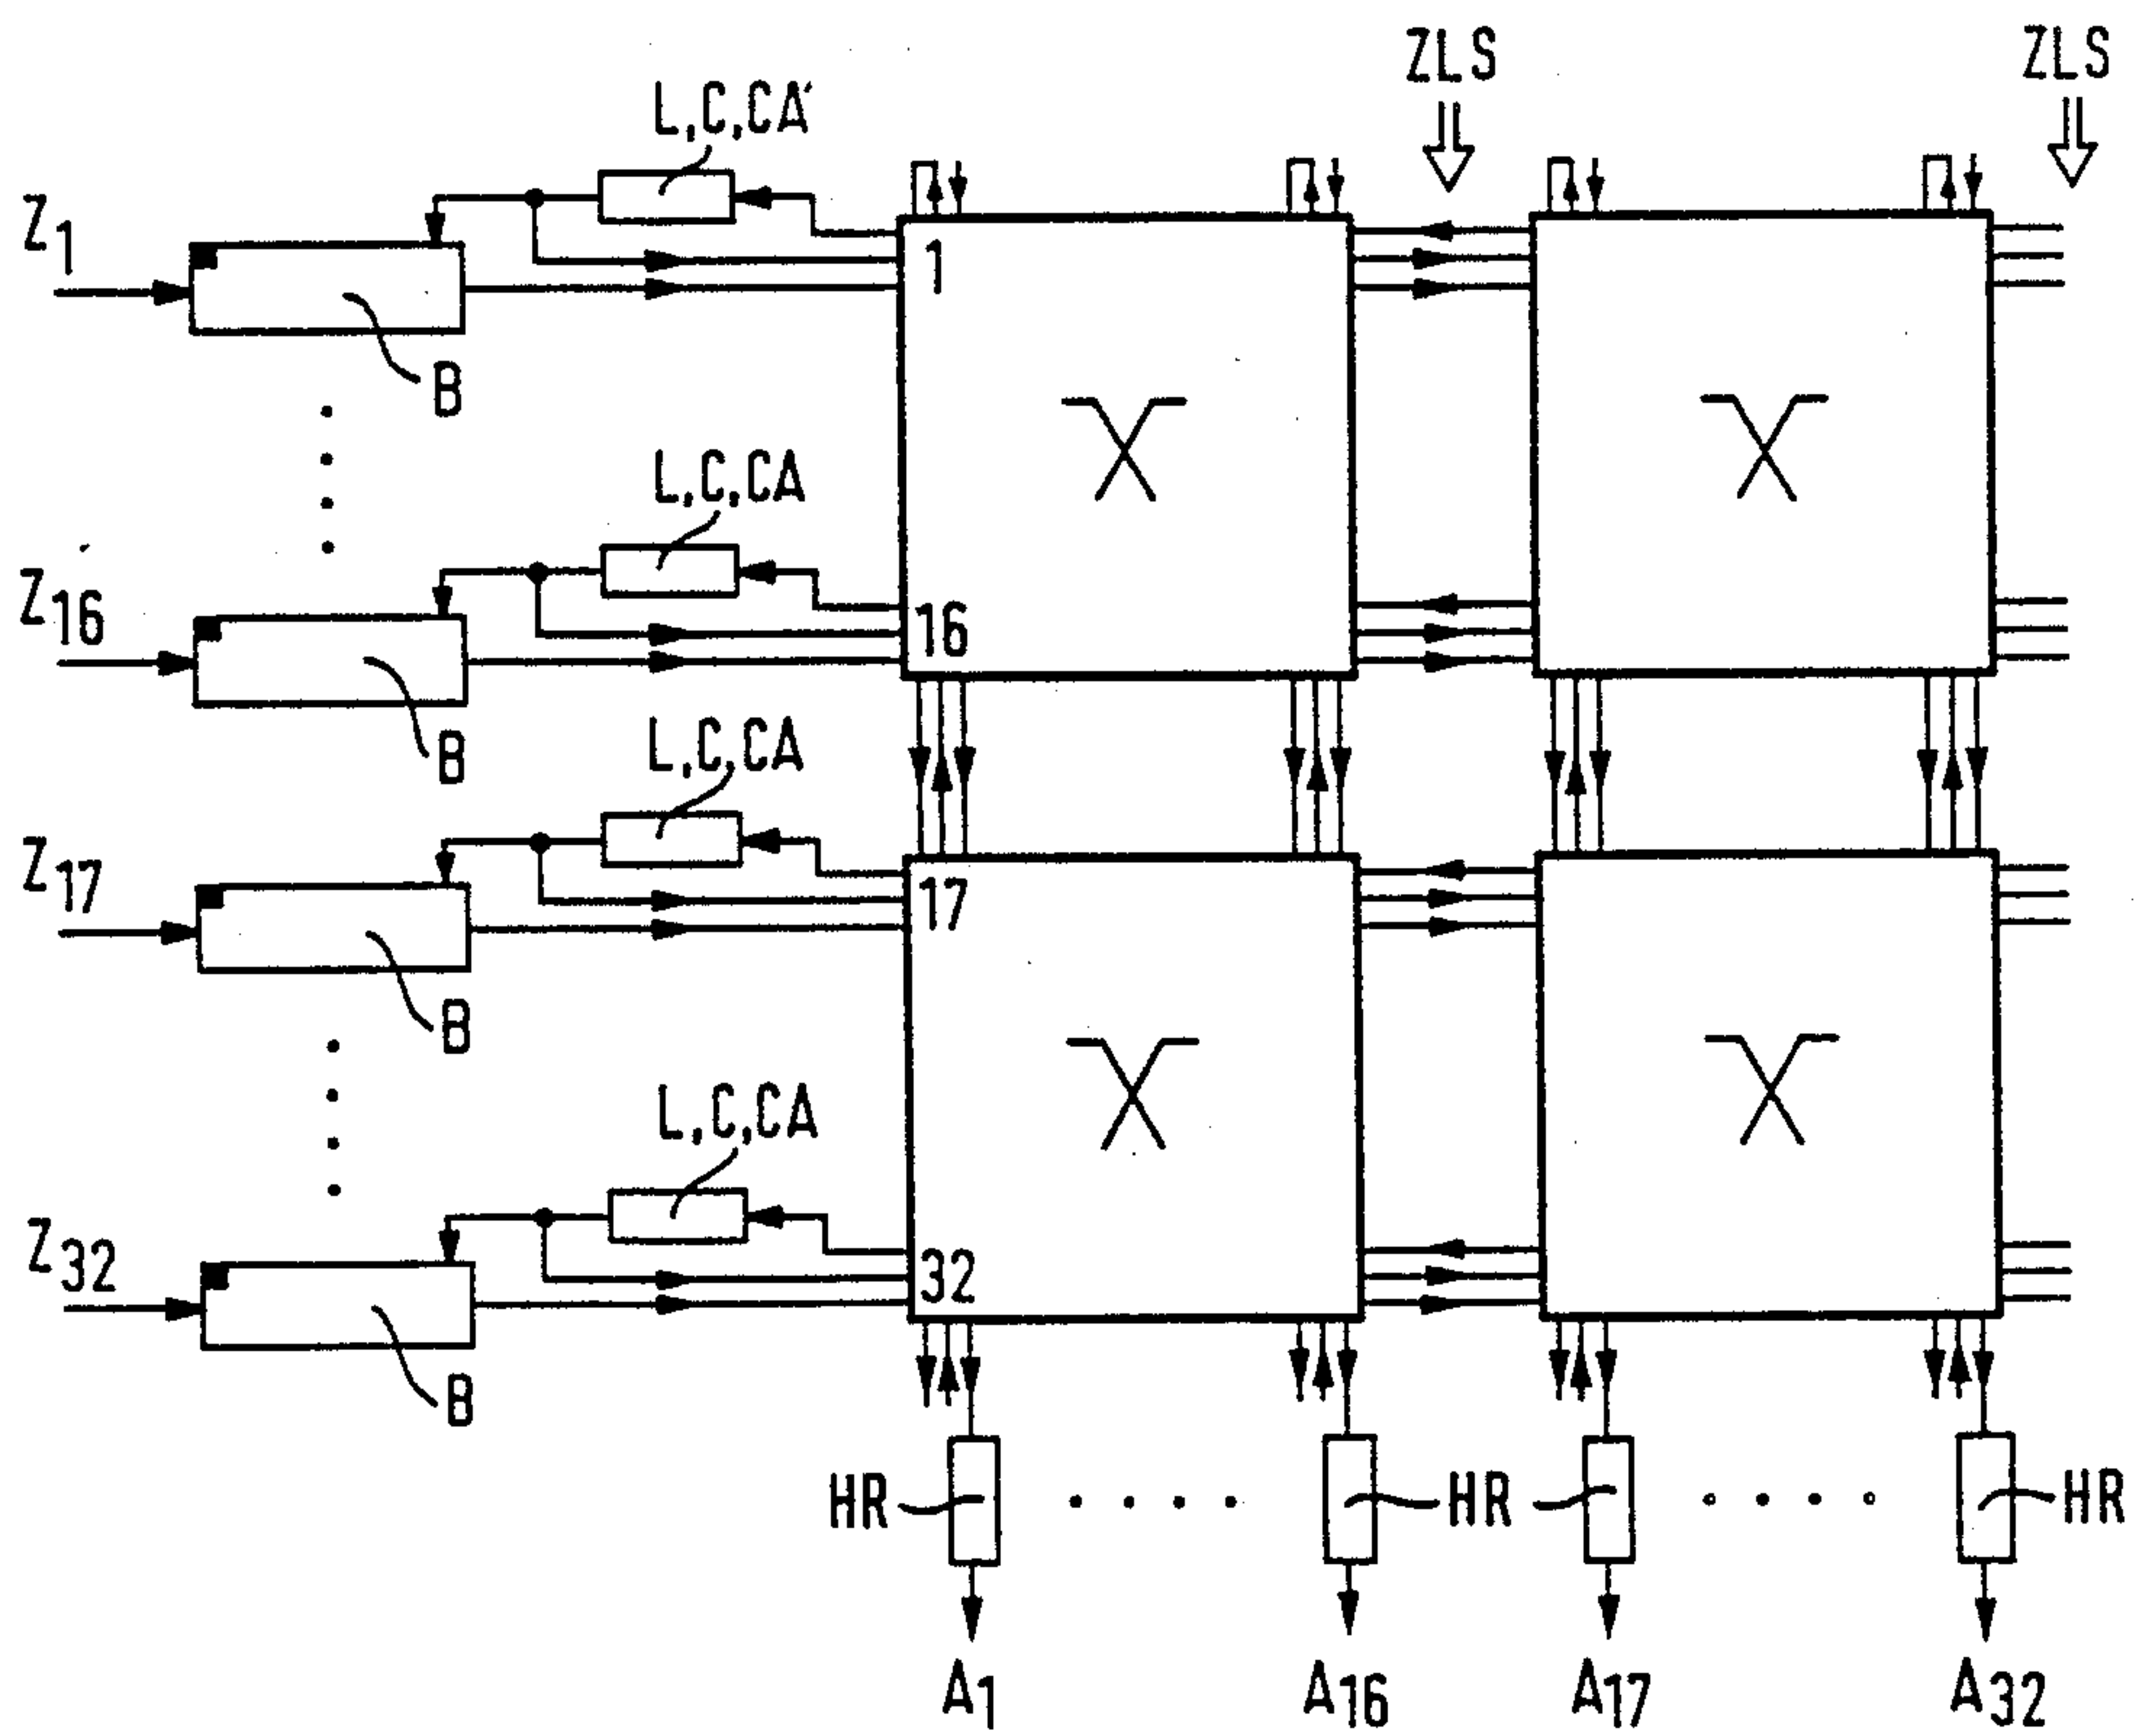 ZLS ZLS
L,C,CA'
Z1
1
B
L,C,CA
Z16
16
B
L,C,CA
Z17
17
B
L,C,CA
Z32
32
B
HR HR HR
A1 A16 A17 A32